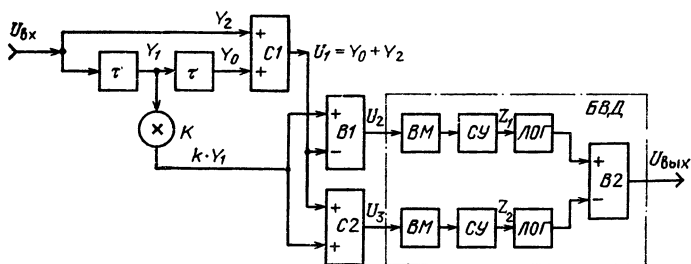 Uвх
Y₂
+
C1
U₁ = Y₀ + Y₂
τ
Y₁
τ
Y₀
+
×
K
k·Y₁
+
B1
−
U₂
БВД
ВМ
СУ
Z₁
ЛОГ
+
B2
−
Uвых
+
C2
+
U₃
ВМ
СУ
Z₂
ЛОГ